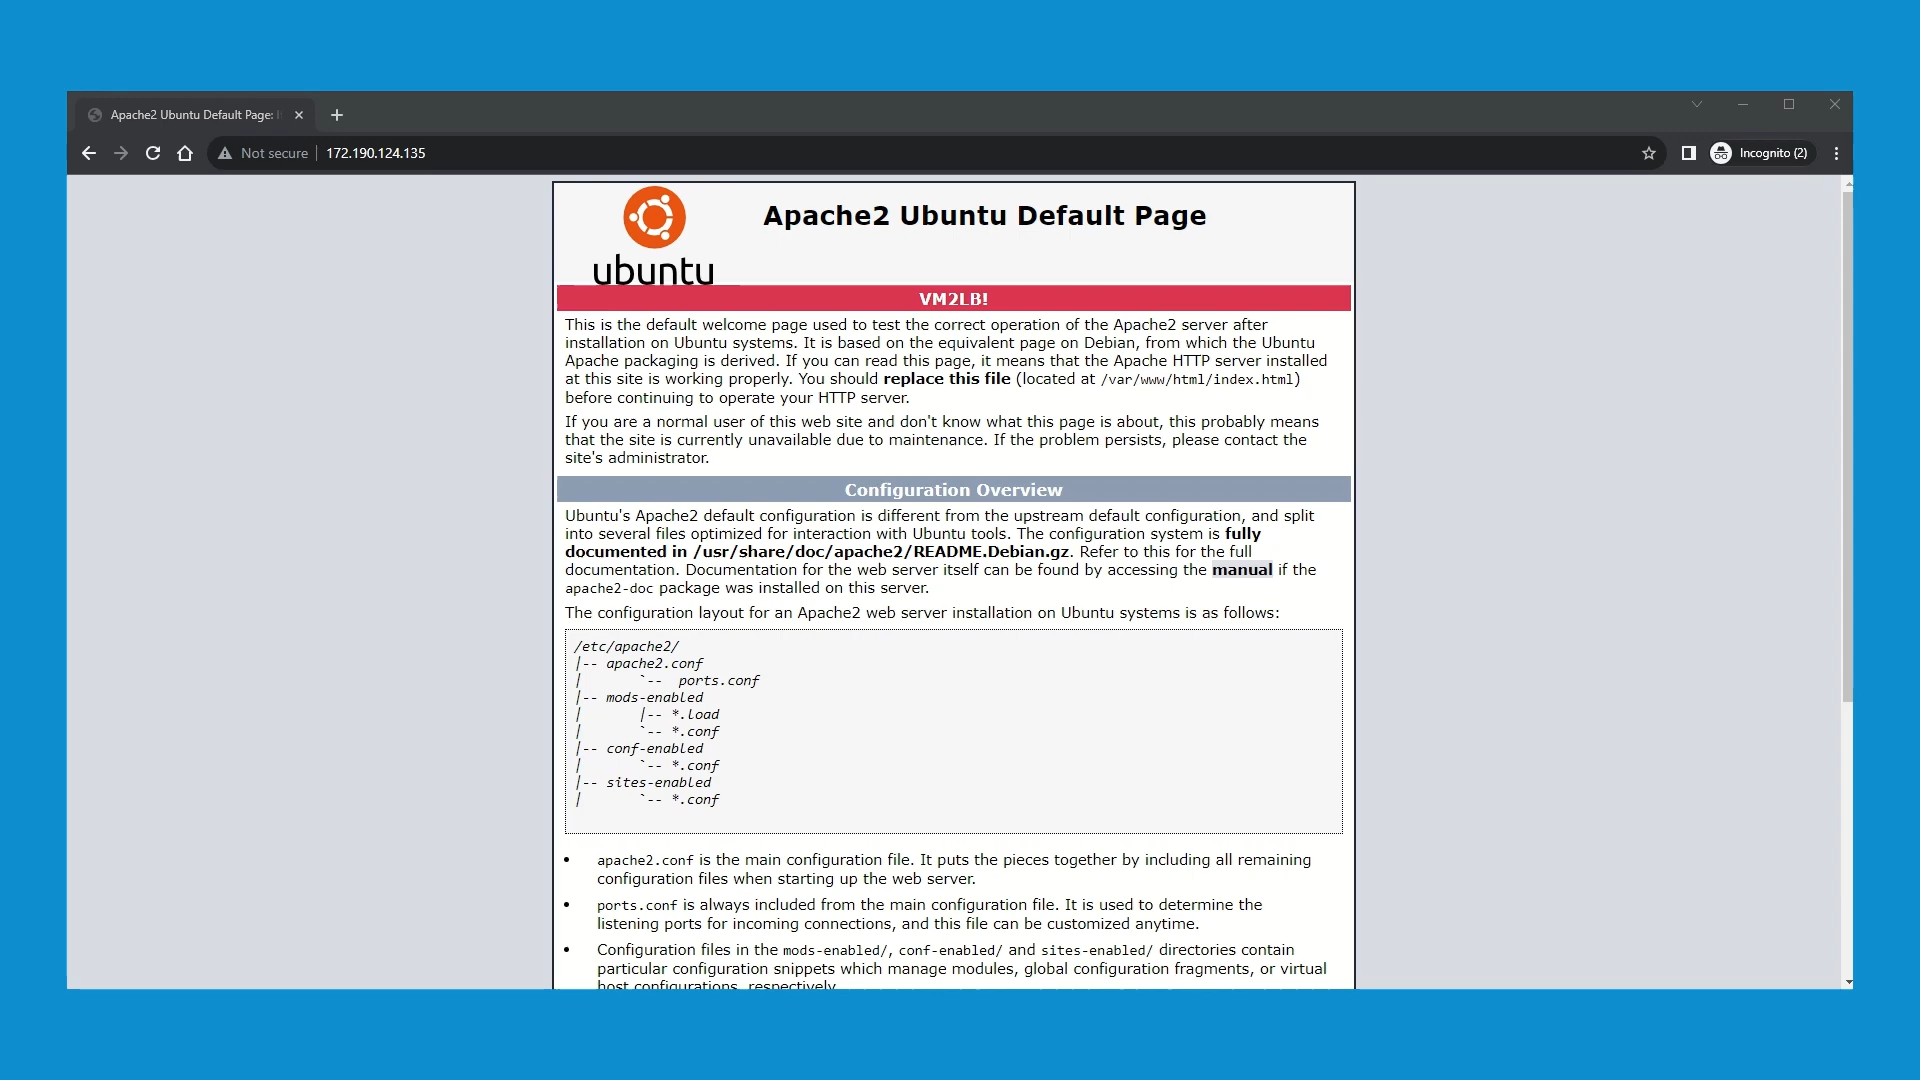 Apache2 Ubuntu Default Page: I
Not secure
172.190.124.135
Incognito (2)
ubuntu
Apache2 Ubuntu Default Page
VM2LB!
This is the default welcome page used to test the correct operation of the Apache2 server after
installation on Ubuntu systems. It is based on the equivalent page on Debian, from which the Ubuntu
Apache packaging is derived. If you can read this page, it means that the Apache HTTP server installed
at this site is working properly. You should replace this file (located at /var/www/html/index.html)
before continuing to operate your HTTP server.
If you are a normal user of this web site and don't know what this page is about, this probably means
that the site is currently unavailable due to maintenance. If the problem persists, please contact the
site's administrator.
Configuration Overview
Ubuntu's Apache2 default configuration is different from the upstream default configuration, and split
into several files optimized for interaction with Ubuntu tools. The configuration system is fully
documented in /usr/share/doc/apache2/README.Debian.gz. Refer to this for the full
documentation. Documentation for the web server itself can be found by accessing the manual if the
apache2-doc package was installed on this server.
The configuration layout for an Apache2 web server installation on Ubuntu systems is as follows:
/etc/apache2/
|-- apache2.conf
|       `--  ports.conf
|-- mods-enabled
|       |-- *.load
|       `-- *.conf
|-- conf-enabled
|       `-- *.conf
|-- sites-enabled
|       `-- *.conf
• apache2.conf is the main configuration file. It puts the pieces together by including all remaining
configuration files when starting up the web server.
• ports.conf is always included from the main configuration file. It is used to determine the
listening ports for incoming connections, and this file can be customized anytime.
• Configuration files in the mods-enabled/, conf-enabled/ and sites-enabled/ directories contain
particular configuration snippets which manage modules, global configuration fragments, or virtual
host configurations, respectively.